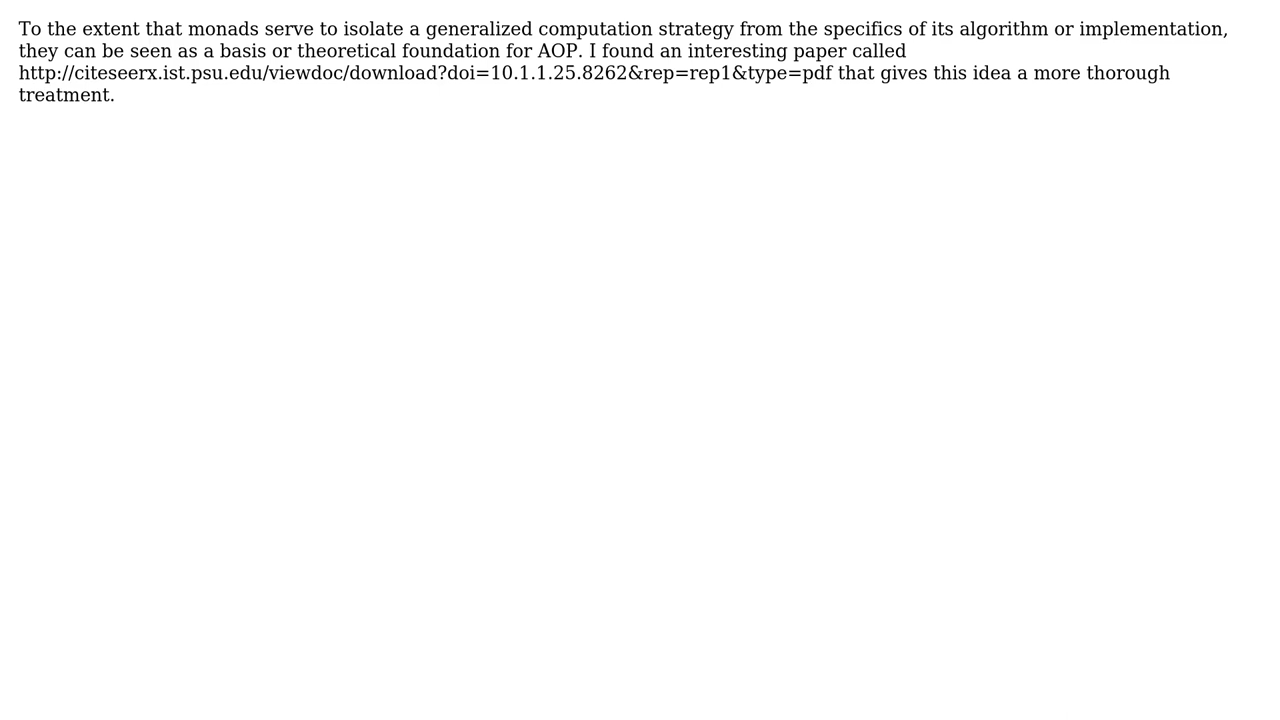 To the extent that monads serve to isolate a generalized computation strategy from the specifics of its algorithm or implementation,
they can be seen as a basis or theoretical foundation for AOP. I found an interesting paper called
http://citeseerx.ist.psu.edu/viewdoc/download?doi=10.1.1.25.8262&rep=rep1&type=pdf that gives this idea a more thorough
treatment.